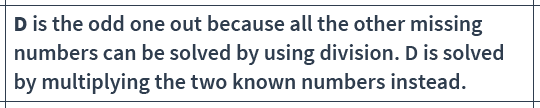 D is the odd one out because all the other missing
numbers can be solved by using division. D is solved
by multiplying the two known numbers instead.